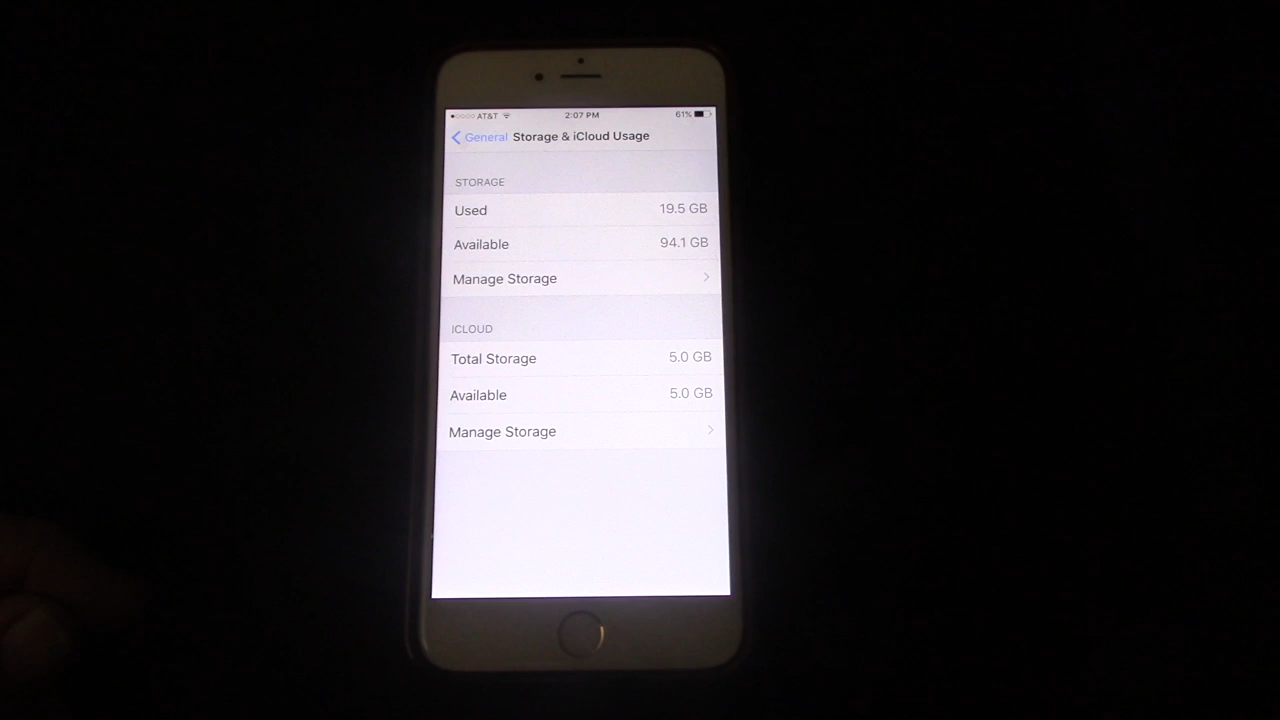 AT&T 2:07 PM 61%
General Storage & iCloud Usage
STORAGE
Used 19.5 GB
Available 94.1 GB
Manage Storage
ICLOUD
Total Storage 5.0 GB
Available 5.0 GB
Manage Storage